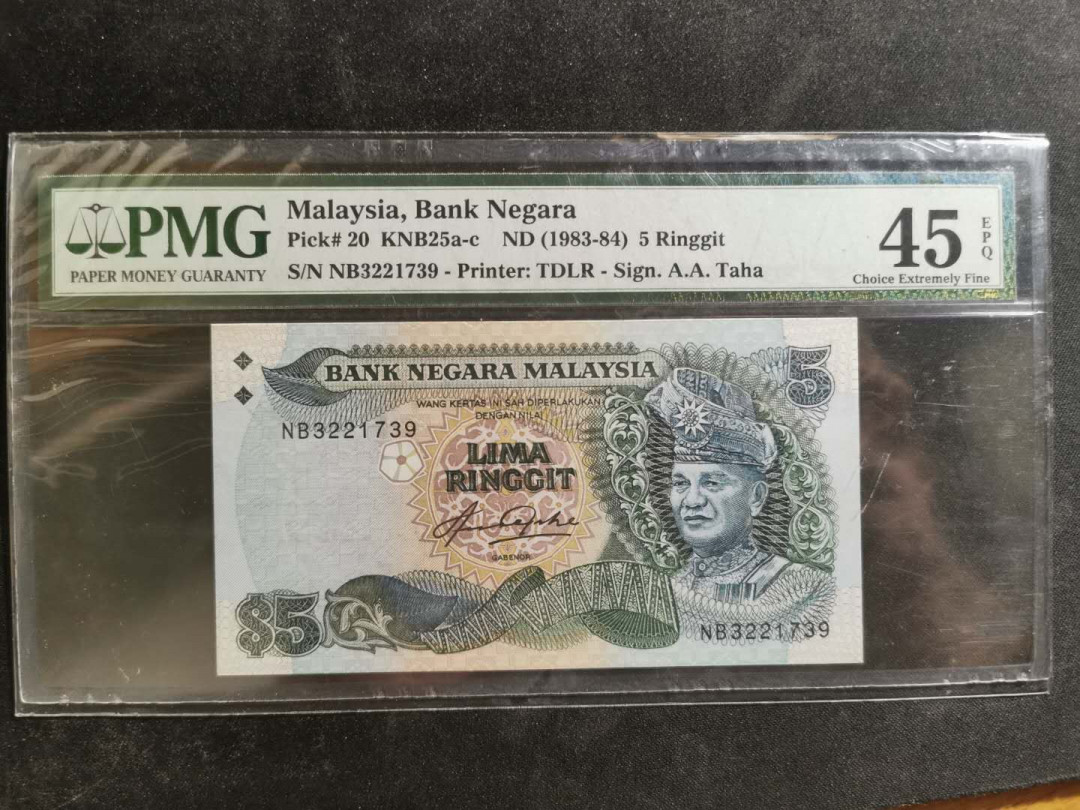 PMG
PAPER MONEY GUARANTY
Malaysia, Bank Negara
Pick# 20 KNB25a-c ND (1983-84) 5 Ringgit
S/N NB3221739 - Printer: TDLR - Sign. A.A. Taha
45
EPQ
Choice Extremely Fine
BANK NEGARA MALAYSIA
5
WANG KERTAS INI SAH DIPERLAKUKAN
DENGAN NILAI
NB3221739
LIMA
RINGGIT
GABENOR
$5
NB3221739